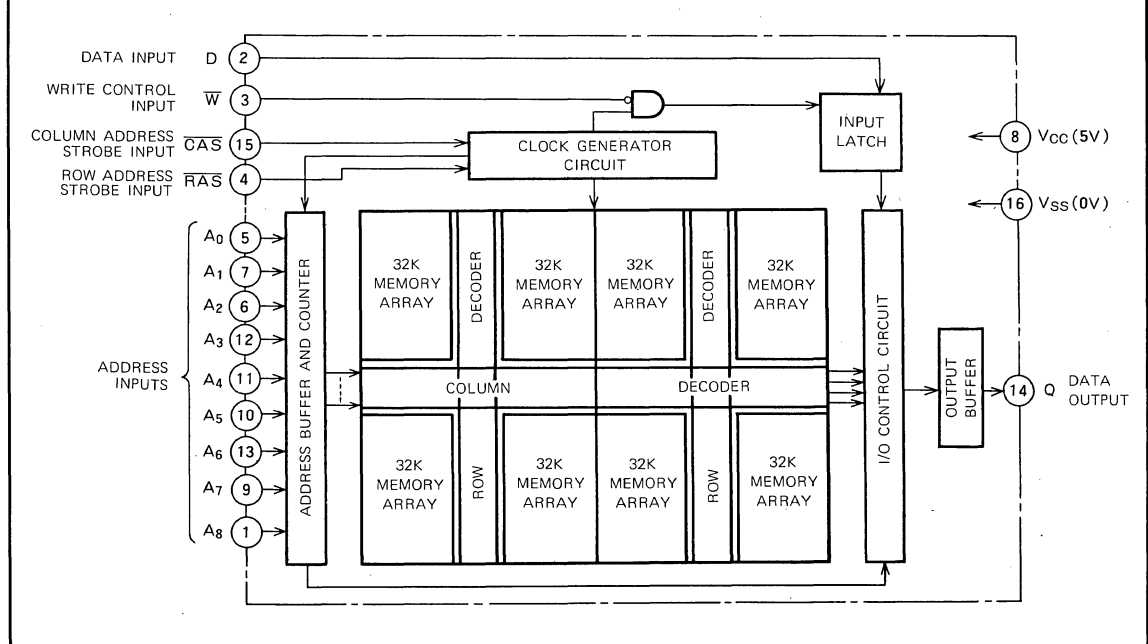 DATA INPUT D 2
WRITE CONTROL
INPUT W̅ 3
COLUMN ADDRESS
STROBE INPUT C̅A̅S̅ 15
ROW ADDRESS
STROBE INPUT R̅A̅S̅ 4
CLOCK GENERATOR
CIRCUIT
INPUT
LATCH
8 VCC (5V)
16 VSS (0V)
ADDRESS
INPUTS
A0 5
A1 7
A2 6
A3 12
A4 11
A5 10
A6 13
A7 9
A8 1
ADDRESS BUFFER AND COUNTER
32K
MEMORY
ARRAY
DECODER
32K
MEMORY
ARRAY
32K
MEMORY
ARRAY
DECODER
32K
MEMORY
ARRAY
COLUMN DECODER
32K
MEMORY
ARRAY
ROW
32K
MEMORY
ARRAY
32K
MEMORY
ARRAY
ROW
32K
MEMORY
ARRAY
I/O CONTROL CIRCUIT
OUTPUT
BUFFER
14 Q DATA
OUTPUT